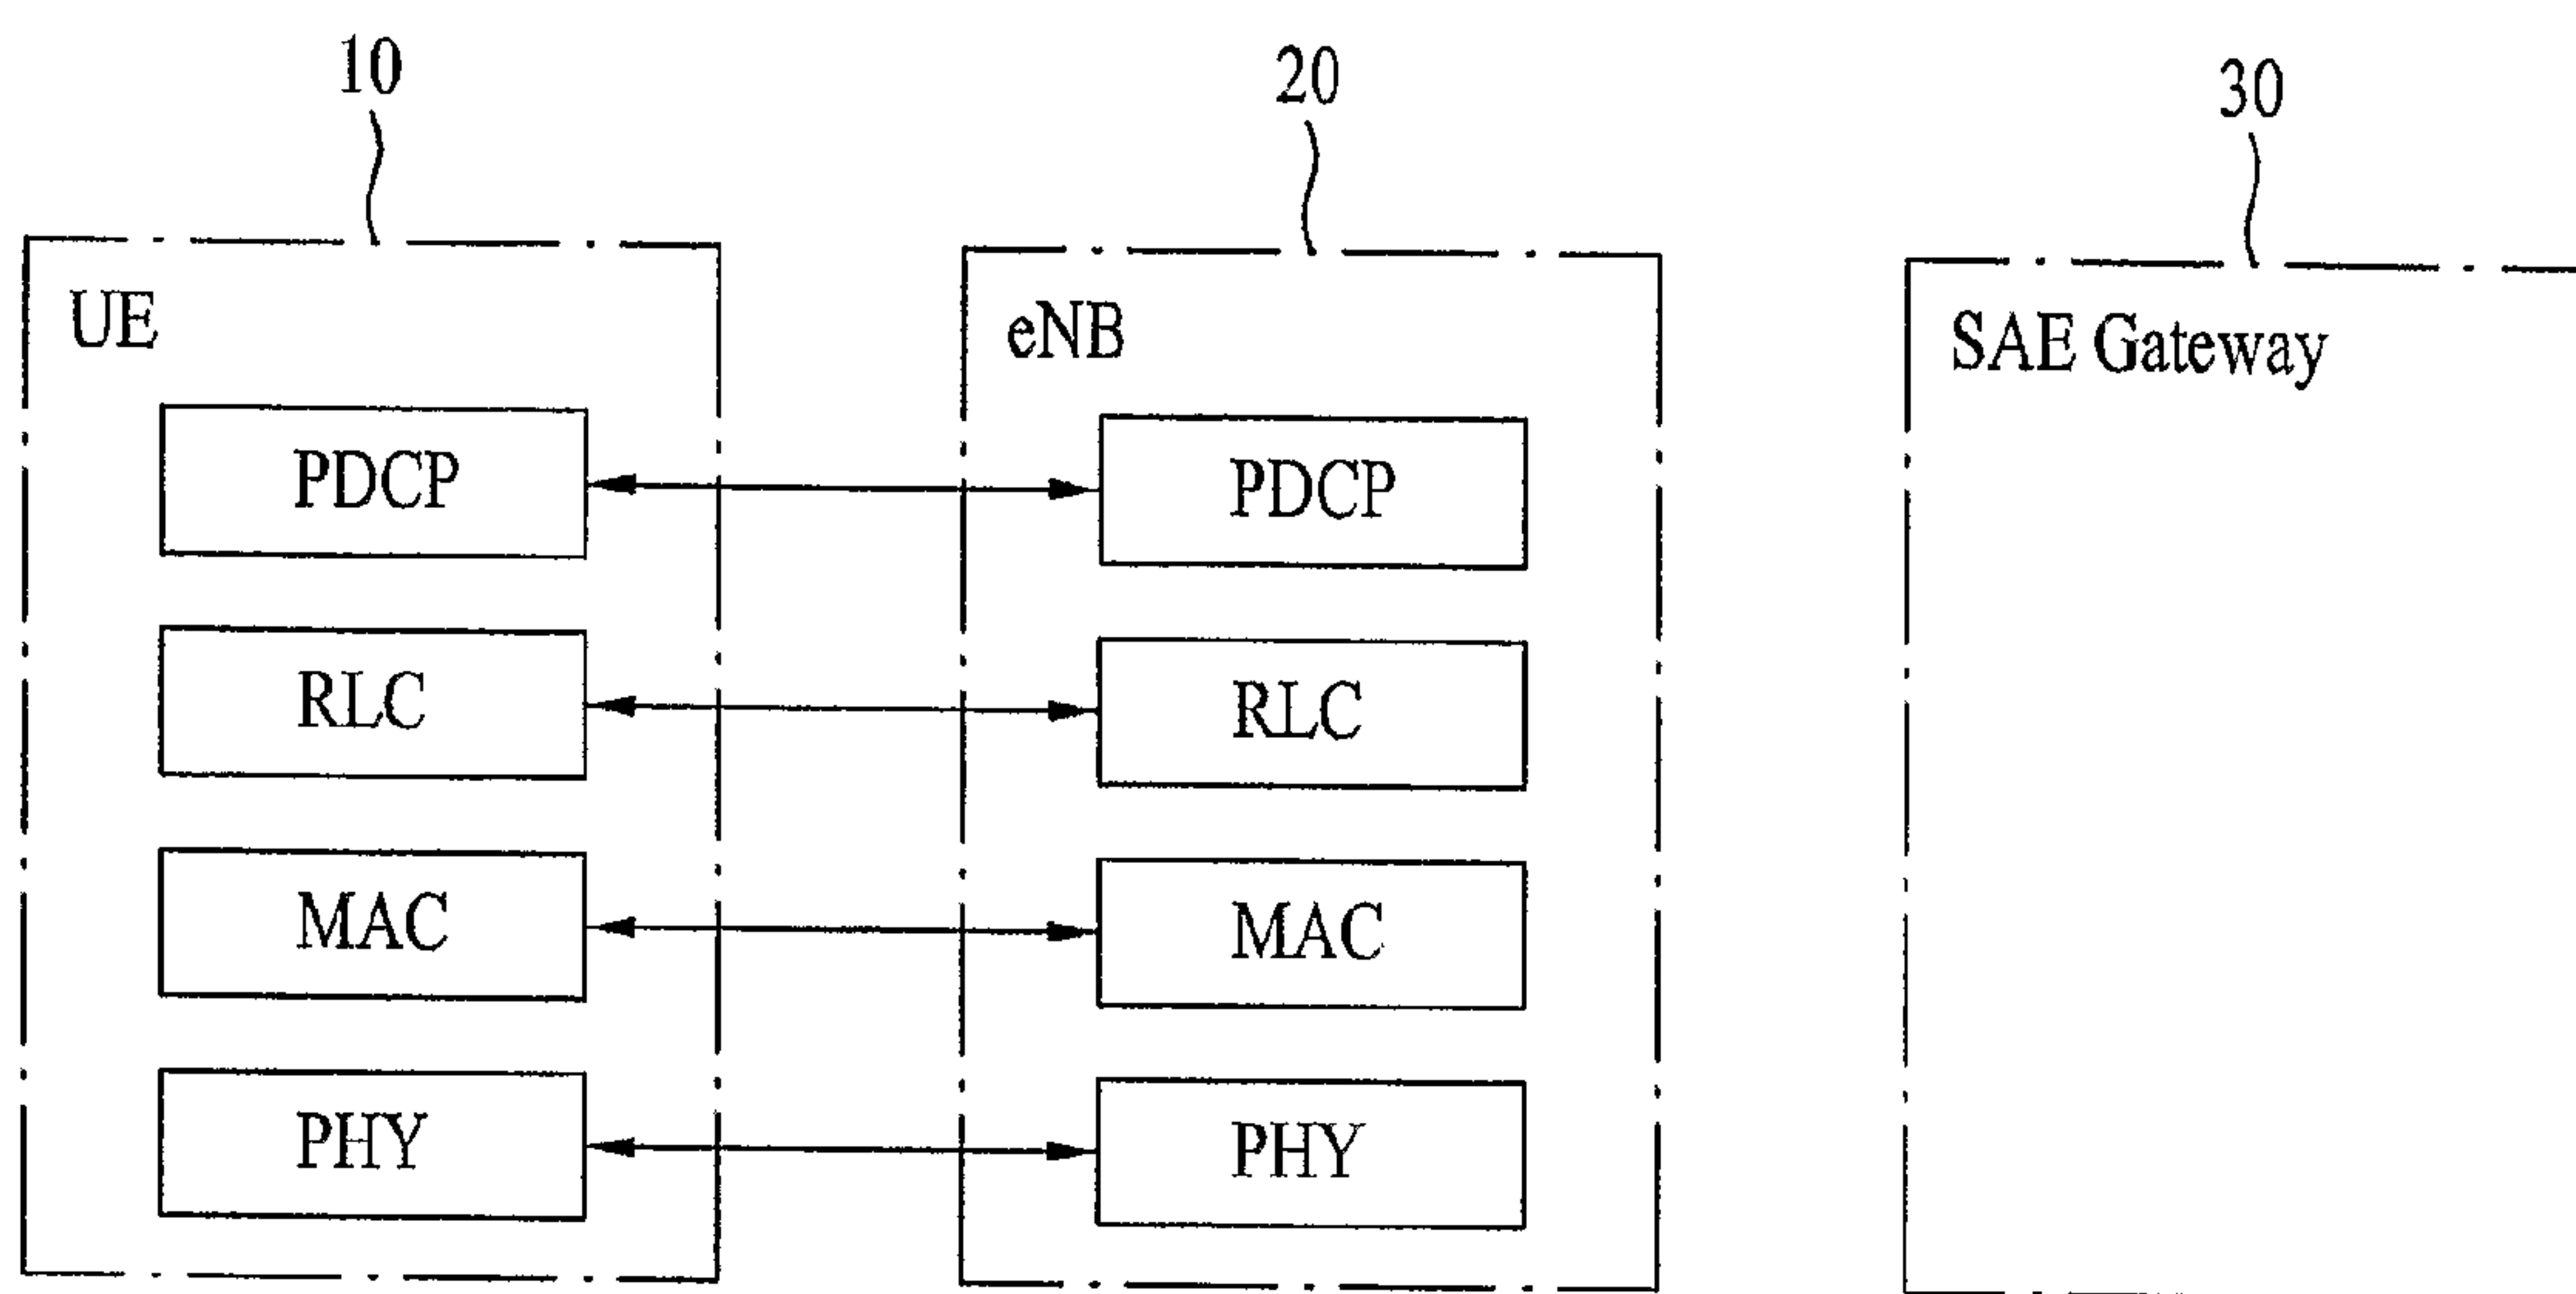 10 20 30
UE eNB SAE Gateway
PDCP PDCP
RLC RLC
MAC MAC
PHY PHY